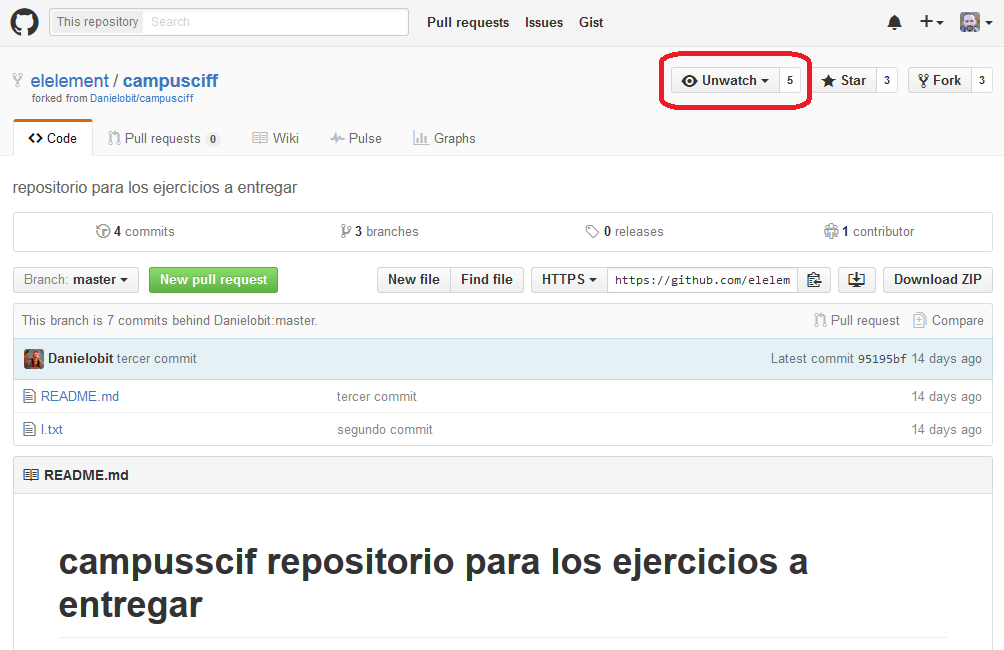 This repository Search Pull requests Issues Gist
elelement / campusciff Unwatch 5 Star 3 Fork 3
forked from Danielobit/campusciff
Code Pull requests 0 Wiki Pulse Graphs
repositorio para los ejercicios a entregar
4 commits 3 branches 0 releases 1 contributor
Branch: master New pull request New file Find file HTTPS https://github.com/elelem Download ZIP
This branch is 7 commits behind Danielobit:master. Pull request Compare
Danielobit tercer commit Latest commit 95195bf 14 days ago
README.md tercer commit 14 days ago
l.txt segundo commit 14 days ago
README.md
campusscif repositorio para los ejercicios a
entregar